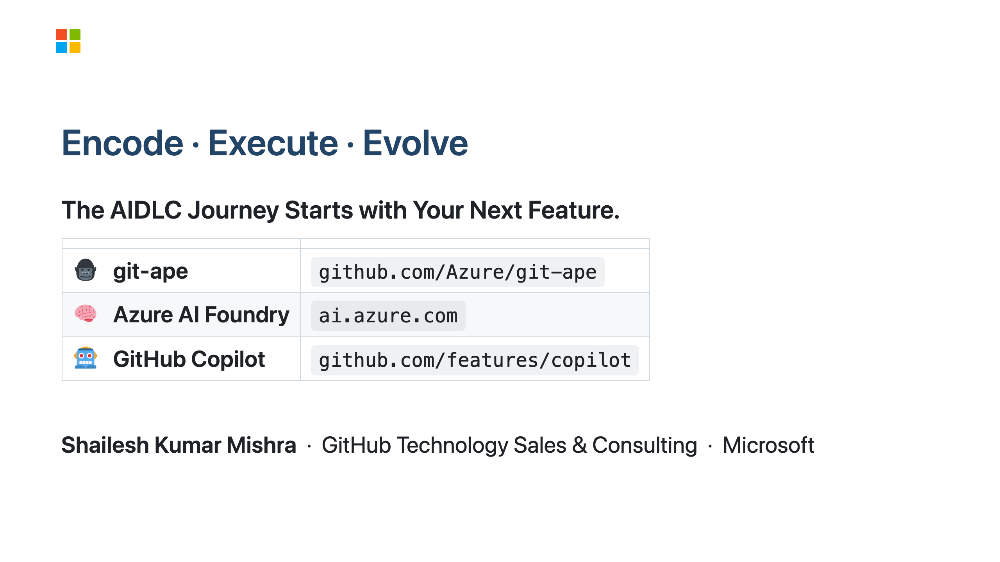 Encode · Execute · Evolve
The AIDLC Journey Starts with Your Next Feature.
🦍 git-ape github.com/Azure/git-ape
🧠 Azure AI Foundry ai.azure.com
🤖 GitHub Copilot github.com/features/copilot
Shailesh Kumar Mishra · GitHub Technology Sales & Consulting · Microsoft